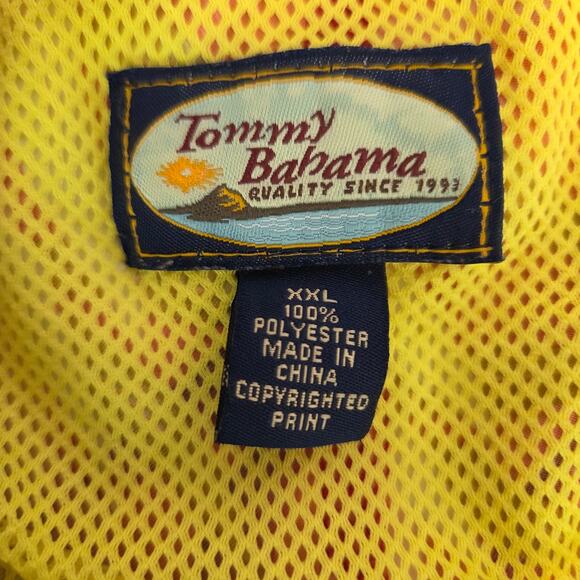 Tommy
Bahama
QUALITY SINCE 1993
XXL
100%
POLYESTER
MADE IN
CHINA
COPYRIGHTED
PRINT